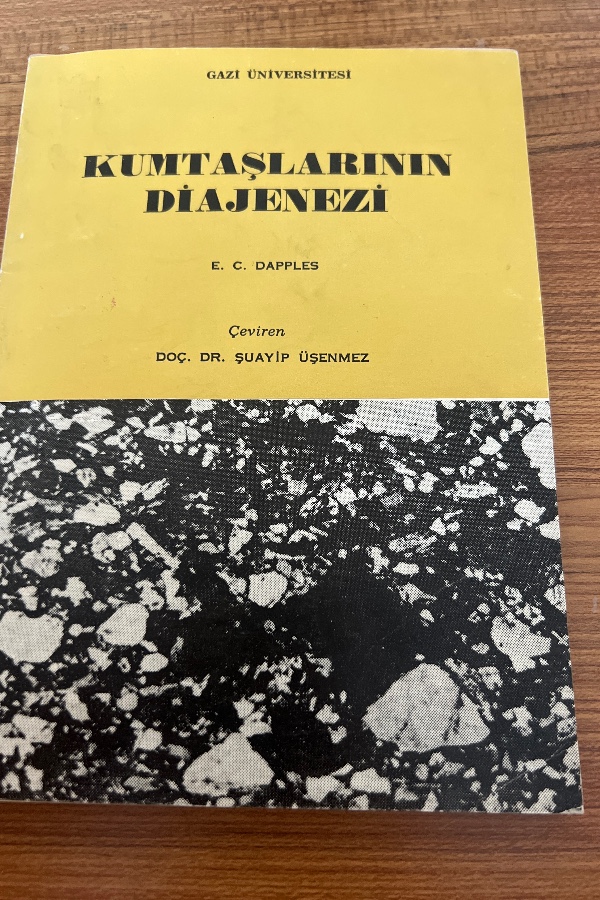 GAZİ ÜNİVERSİTESİ
KUMTAŞLARININ
DİAJENEZİ
E. C. DAPPLES
Çeviren
DOÇ. DR. ŞUAYİP ÜŞENMEZ